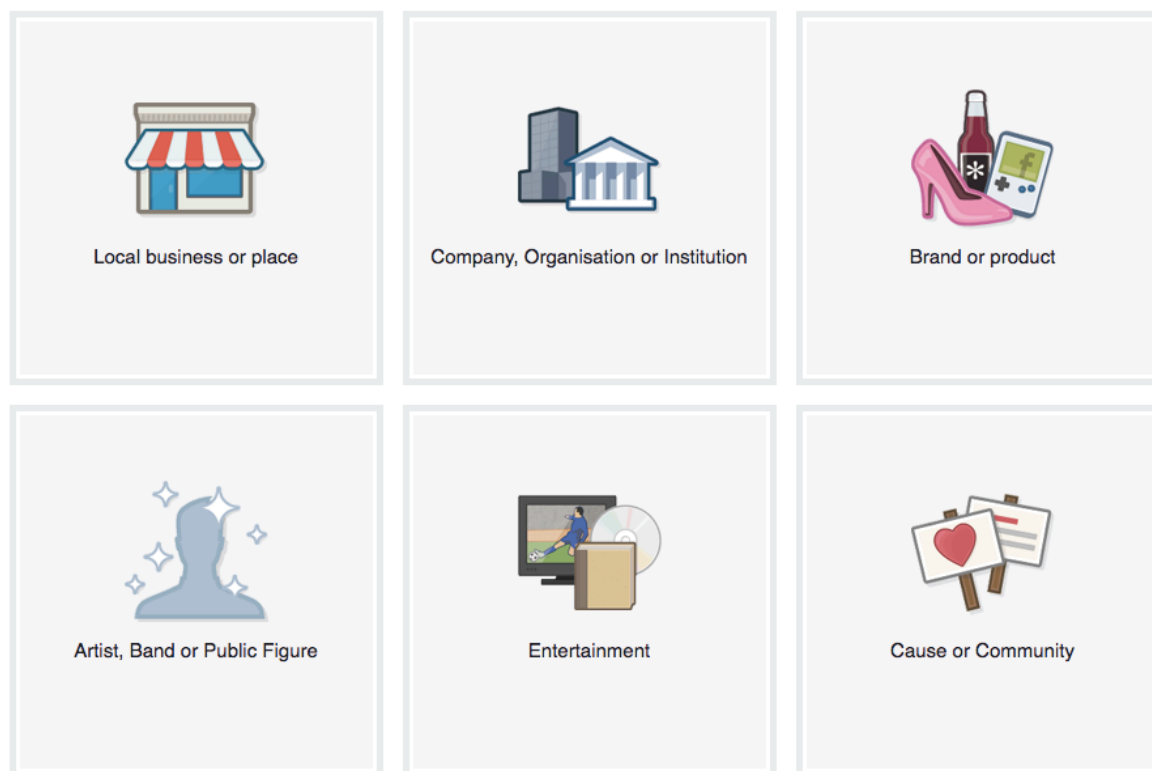 Local business or place
Company, Organisation or Institution
Brand or product
Artist, Band or Public Figure
Entertainment
Cause or Community